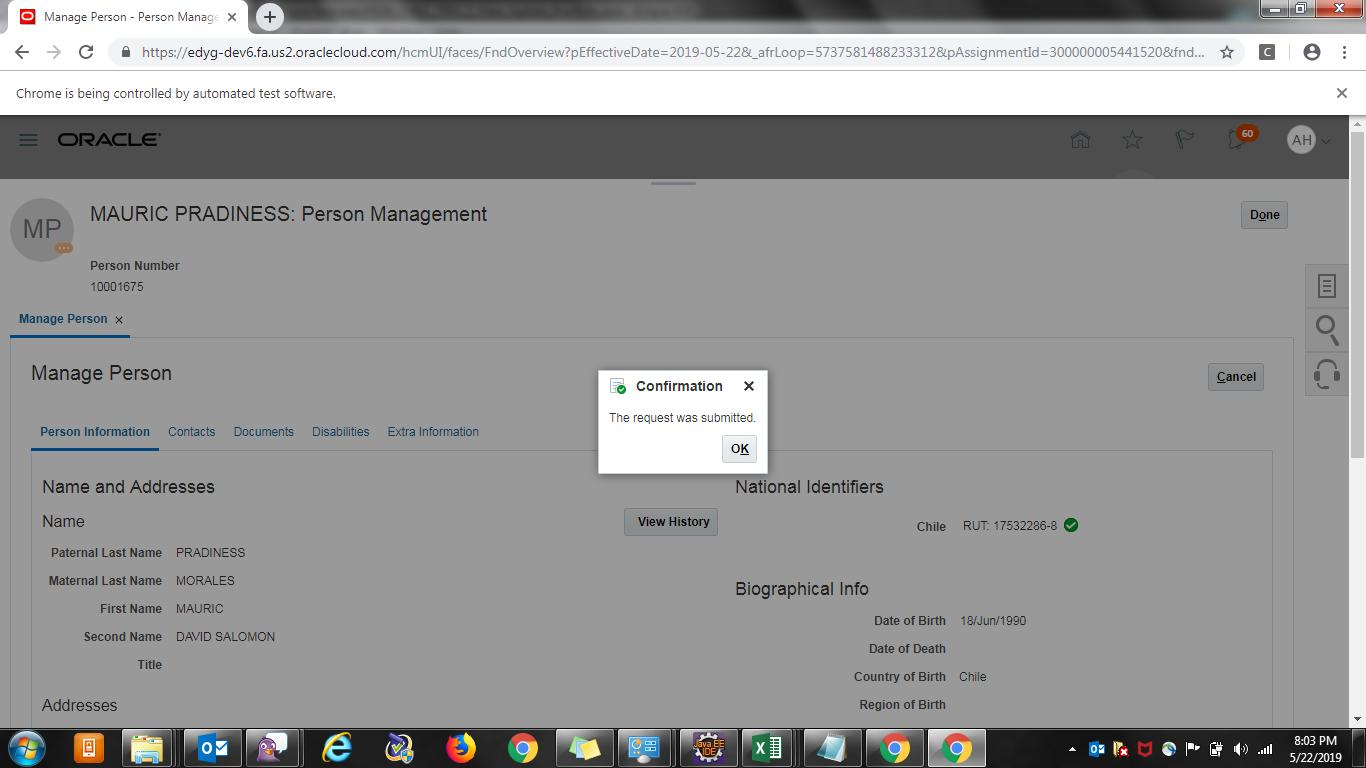 Manage Person - Person Manage
https://edyg-dev6.fa.us2.oraclecloud.com/hcmUI/faces/FndOverview?pEffectiveDate=2019-05-22&_afrLoop=5737581488233312&pAssignmentId=300000005441520&fnd...
C
Chrome is being controlled by automated test software.
ORACLE
60
AH
MP
MAURIC PRADINESS: Person Management
Done
Person Number
10001675
Manage Person
Manage Person
Cancel
Confirmation
The request was submitted.
OK
Person Information Contacts Documents Disabilities Extra Information
Name and Addresses
Name
View History
Paternal Last Name PRADINESS
Maternal Last Name MORALES
First Name MAURIC
Second Name DAVID SALOMON
Title
Addresses
National Identifiers
Chile RUT: 17532286-8
Biographical Info
Date of Birth 18/Jun/1990
Date of Death
Country of Birth Chile
Region of Birth
Java EE
IDE
8:03 PM
5/22/2019